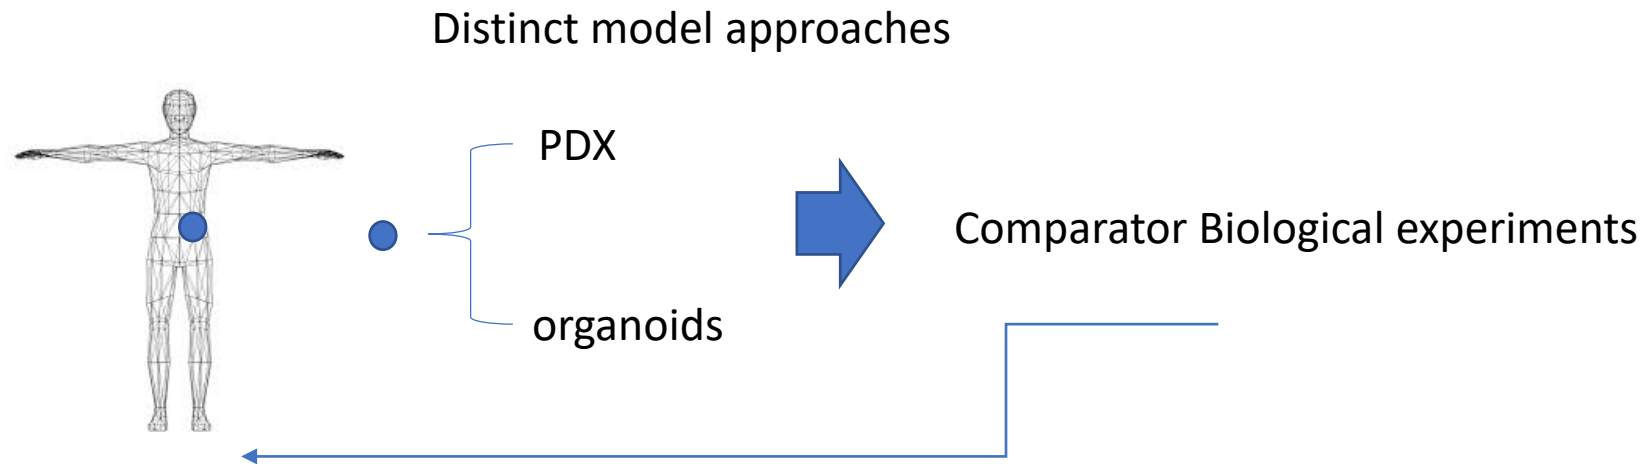 Distinct model approaches
PDX
Comparator Biological experiments
organoids